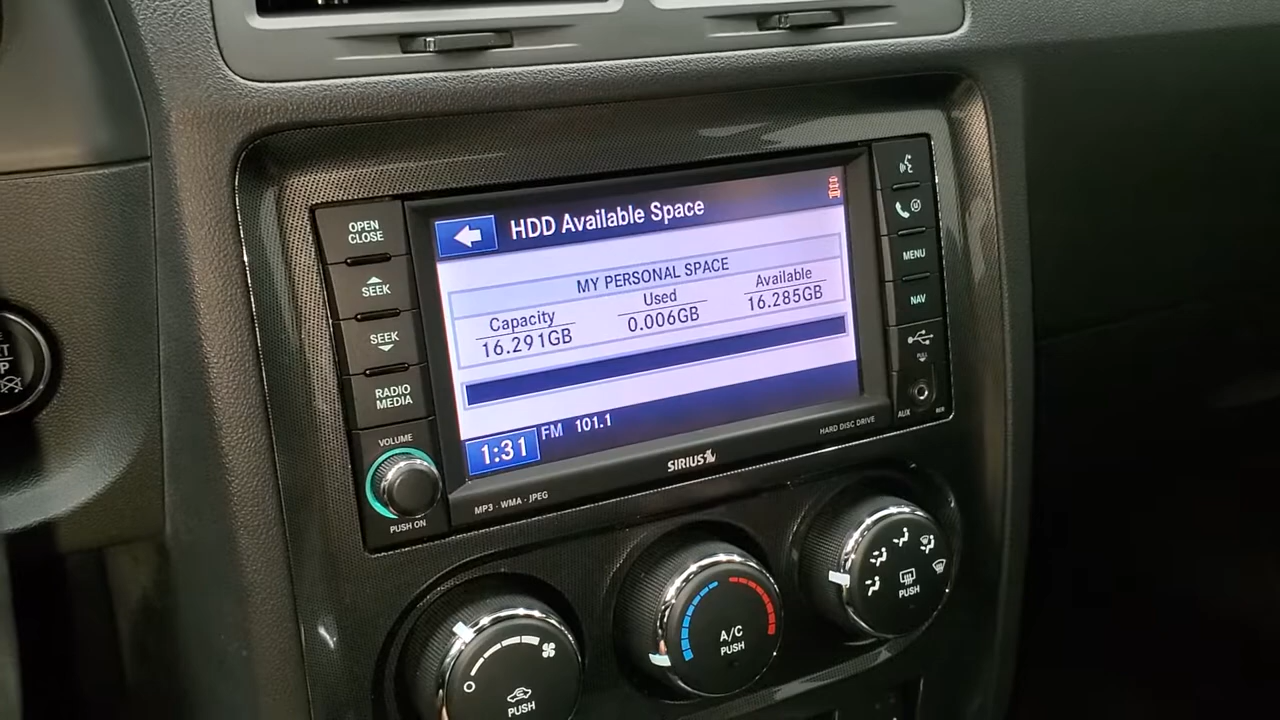 OPEN
CLOSE
SEEK
SEEK
RADIO
MEDIA
VOLUME
PUSH ON
HDD Available Space
MY PERSONAL SPACE
Capacity Used Available
16.291GB 0.006GB 16.285GB
1:31 FM 101.1
SIRIUS
HARD DISC DRIVE
MP3 · WMA · JPEG
MENU
NAV
PULL
AUX
PUSH
A/C
PUSH
PUSH